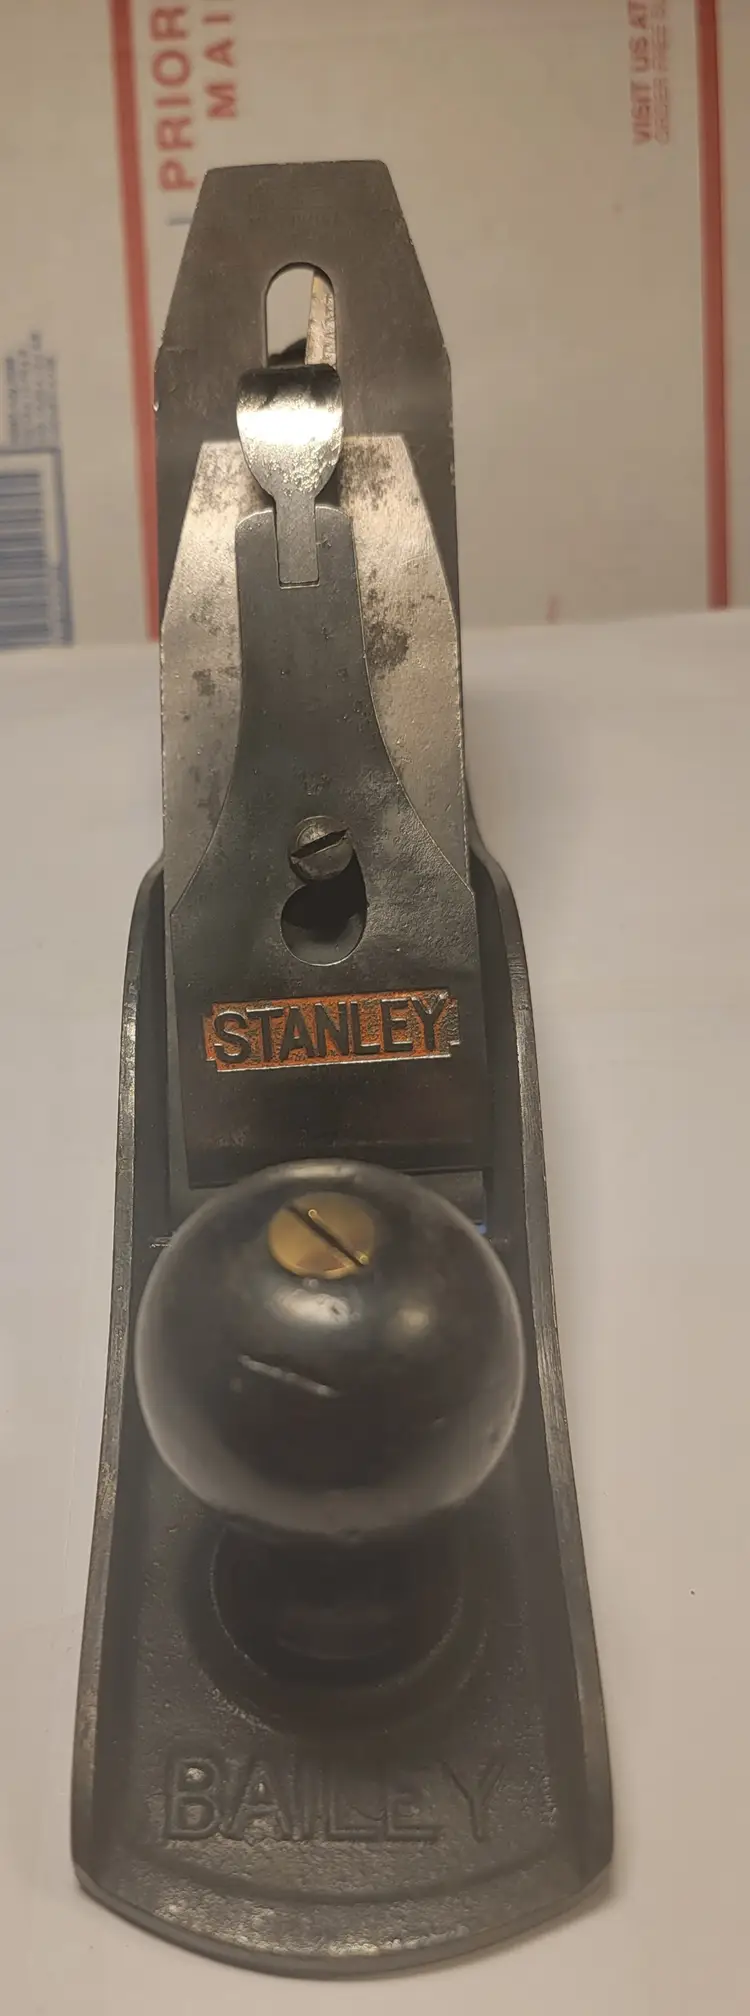 PRIOR
MAI
VISIT US AT
STANLEY
BAILEY